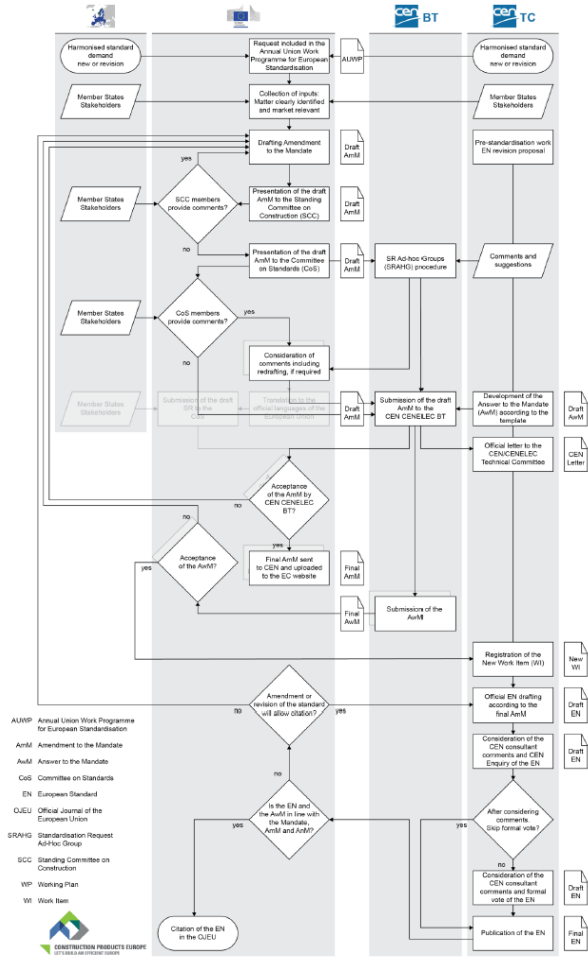 cen BT
cen TC
Harmonised standard
demand
new or revision
Request included in the
Annual Union Work
Programme for European
Standardisation
AUWP
Harmonised standard
demand
new or revision
Member States
Stakeholders
Collection of inputs:
Matter clearly identified
and market relevant
Member States
Stakeholders
Drafting Amendment
to the Mandate
Draft
AmM
Pre-standardisation work
EN revision proposal
yes
Member States
Stakeholders
SCC members
provide comments?
Presentation of the draft
AmM to the Standing
Committee on
Construction (SCC)
Draft
AmM
no
Presentation of the draft
AmM to the Committee
on Standards (CoS)
Draft
AmM
SR Ad-hoc Groups
(SRAHG) procedure
Comments and
suggestions
Member States
Stakeholders
CoS members
provide comments?
yes
no
Consideration of
comments including
redrafting, if required
Member States
Stakeholders
Submission of the draft
SR to the
CoS
Translation to the
official languages of the
European Union
Draft
AmM
Submission of the draft
AmM to the
CEN CENELEC BT
Development of the
Answer to the Mandate
(AwM) according to the
template
Draft
AwM
Official letter to the
CEN/CENELEC
Technical Committee
CEN
Letter
Acceptance
of the AmM by
CEN CENELEC
BT?
no
yes
no
Acceptance
of the AwM?
yes
Final AmM sent
to CEN and uploaded
to the EC website
Final
AmM
Final
AwM
Submission of the
AwM
Registration of the
New Work Item (WI)
New
WI
Amendment or
revision of the standard
will allow citation?
no
yes
Official EN drafting
according to the
final AmM
Draft
EN
Consideration of the
CEN consultant
comments and CEN
Enquiry of the EN
Draft
EN
no
Is the EN and
the AwM in line with
the Mandate,
AmM and AnM?
yes
After considering
comments.
Skip formal vote?
yes
no
Consideration of the
CEN consultant
comments and formal
vote of the EN
Draft
EN
Citation of the EN
in the OJEU
Publication of the EN
Final
EN
AUWP Annual Union Work Programme
for European Standardisation
AmM Amendment to the Mandate
AwM Answer to the Mandate
CoS Committee on Standards
EN European Standard
OJEU Official Journal of the
European Union
SRAHG Standardisation Request
Ad-Hoc Group
SCC Standing Committee on
Construction
WP Working Plan
WI Work Item
CONSTRUCTION PRODUCTS EUROPE
LET'S BUILD AN EFFICIENT EUROPE